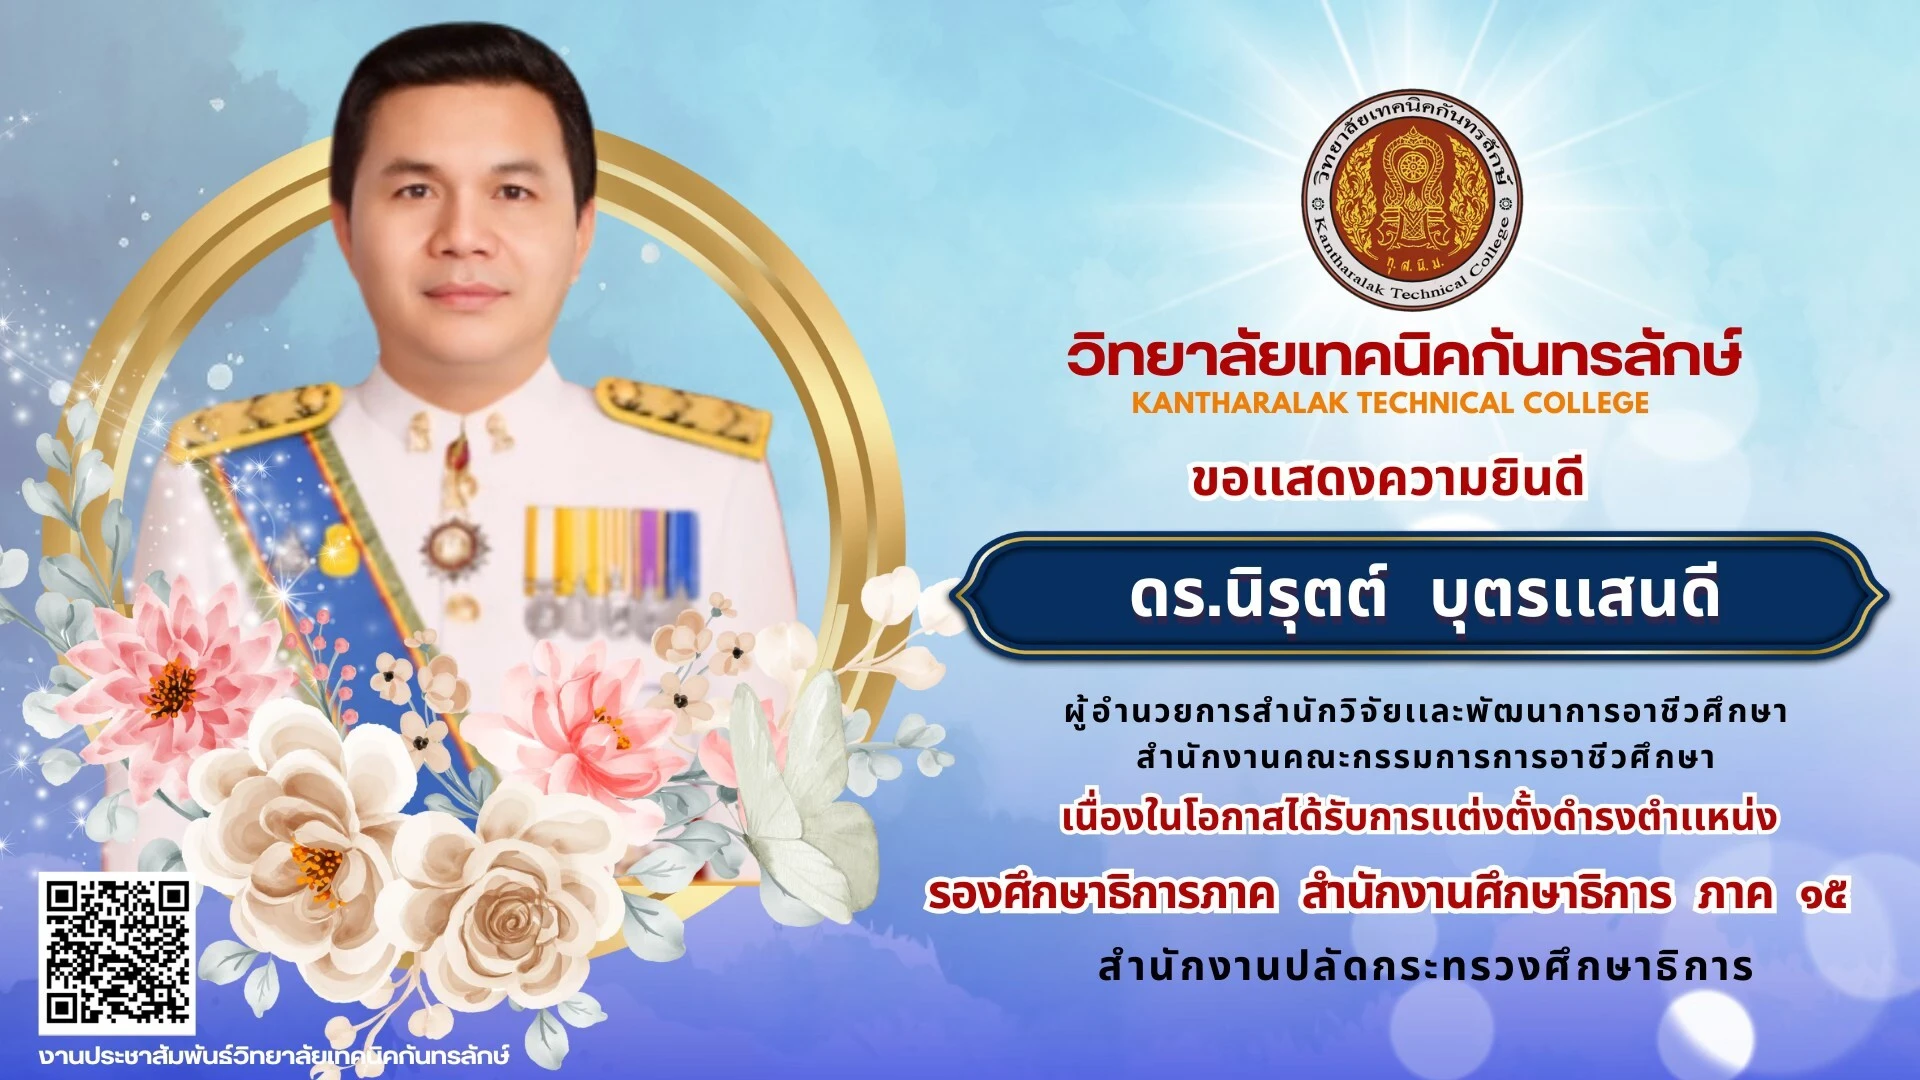 วิทยาลัยเทคนิคกันทรลักษ์
ทุ. ส. นิ. ม.
Kantharalak Technical College
วิทยาลัยเทคนิคกันทรลักษ์
KANTHARALAK TECHNICAL COLLEGE
ขอแสดงความยินดี
ดร.นิรุตต์ บุตรแสนดี
ผู้อำนวยการสำนักวิจัยและพัฒนาการอาชีวศึกษา
สำนักงานคณะกรรมการการอาชีวศึกษา
เนื่องในโอกาสได้รับการแต่งตั้งดำรงตำแหน่ง
รองศึกษาธิการภาค สำนักงานศึกษาธิการ ภาค ๑๕
สำนักงานปลัดกระทรวงศึกษาธิการ
งานประชาสัมพันธ์วิทยาลัยเทคนิคกันทรลักษ์